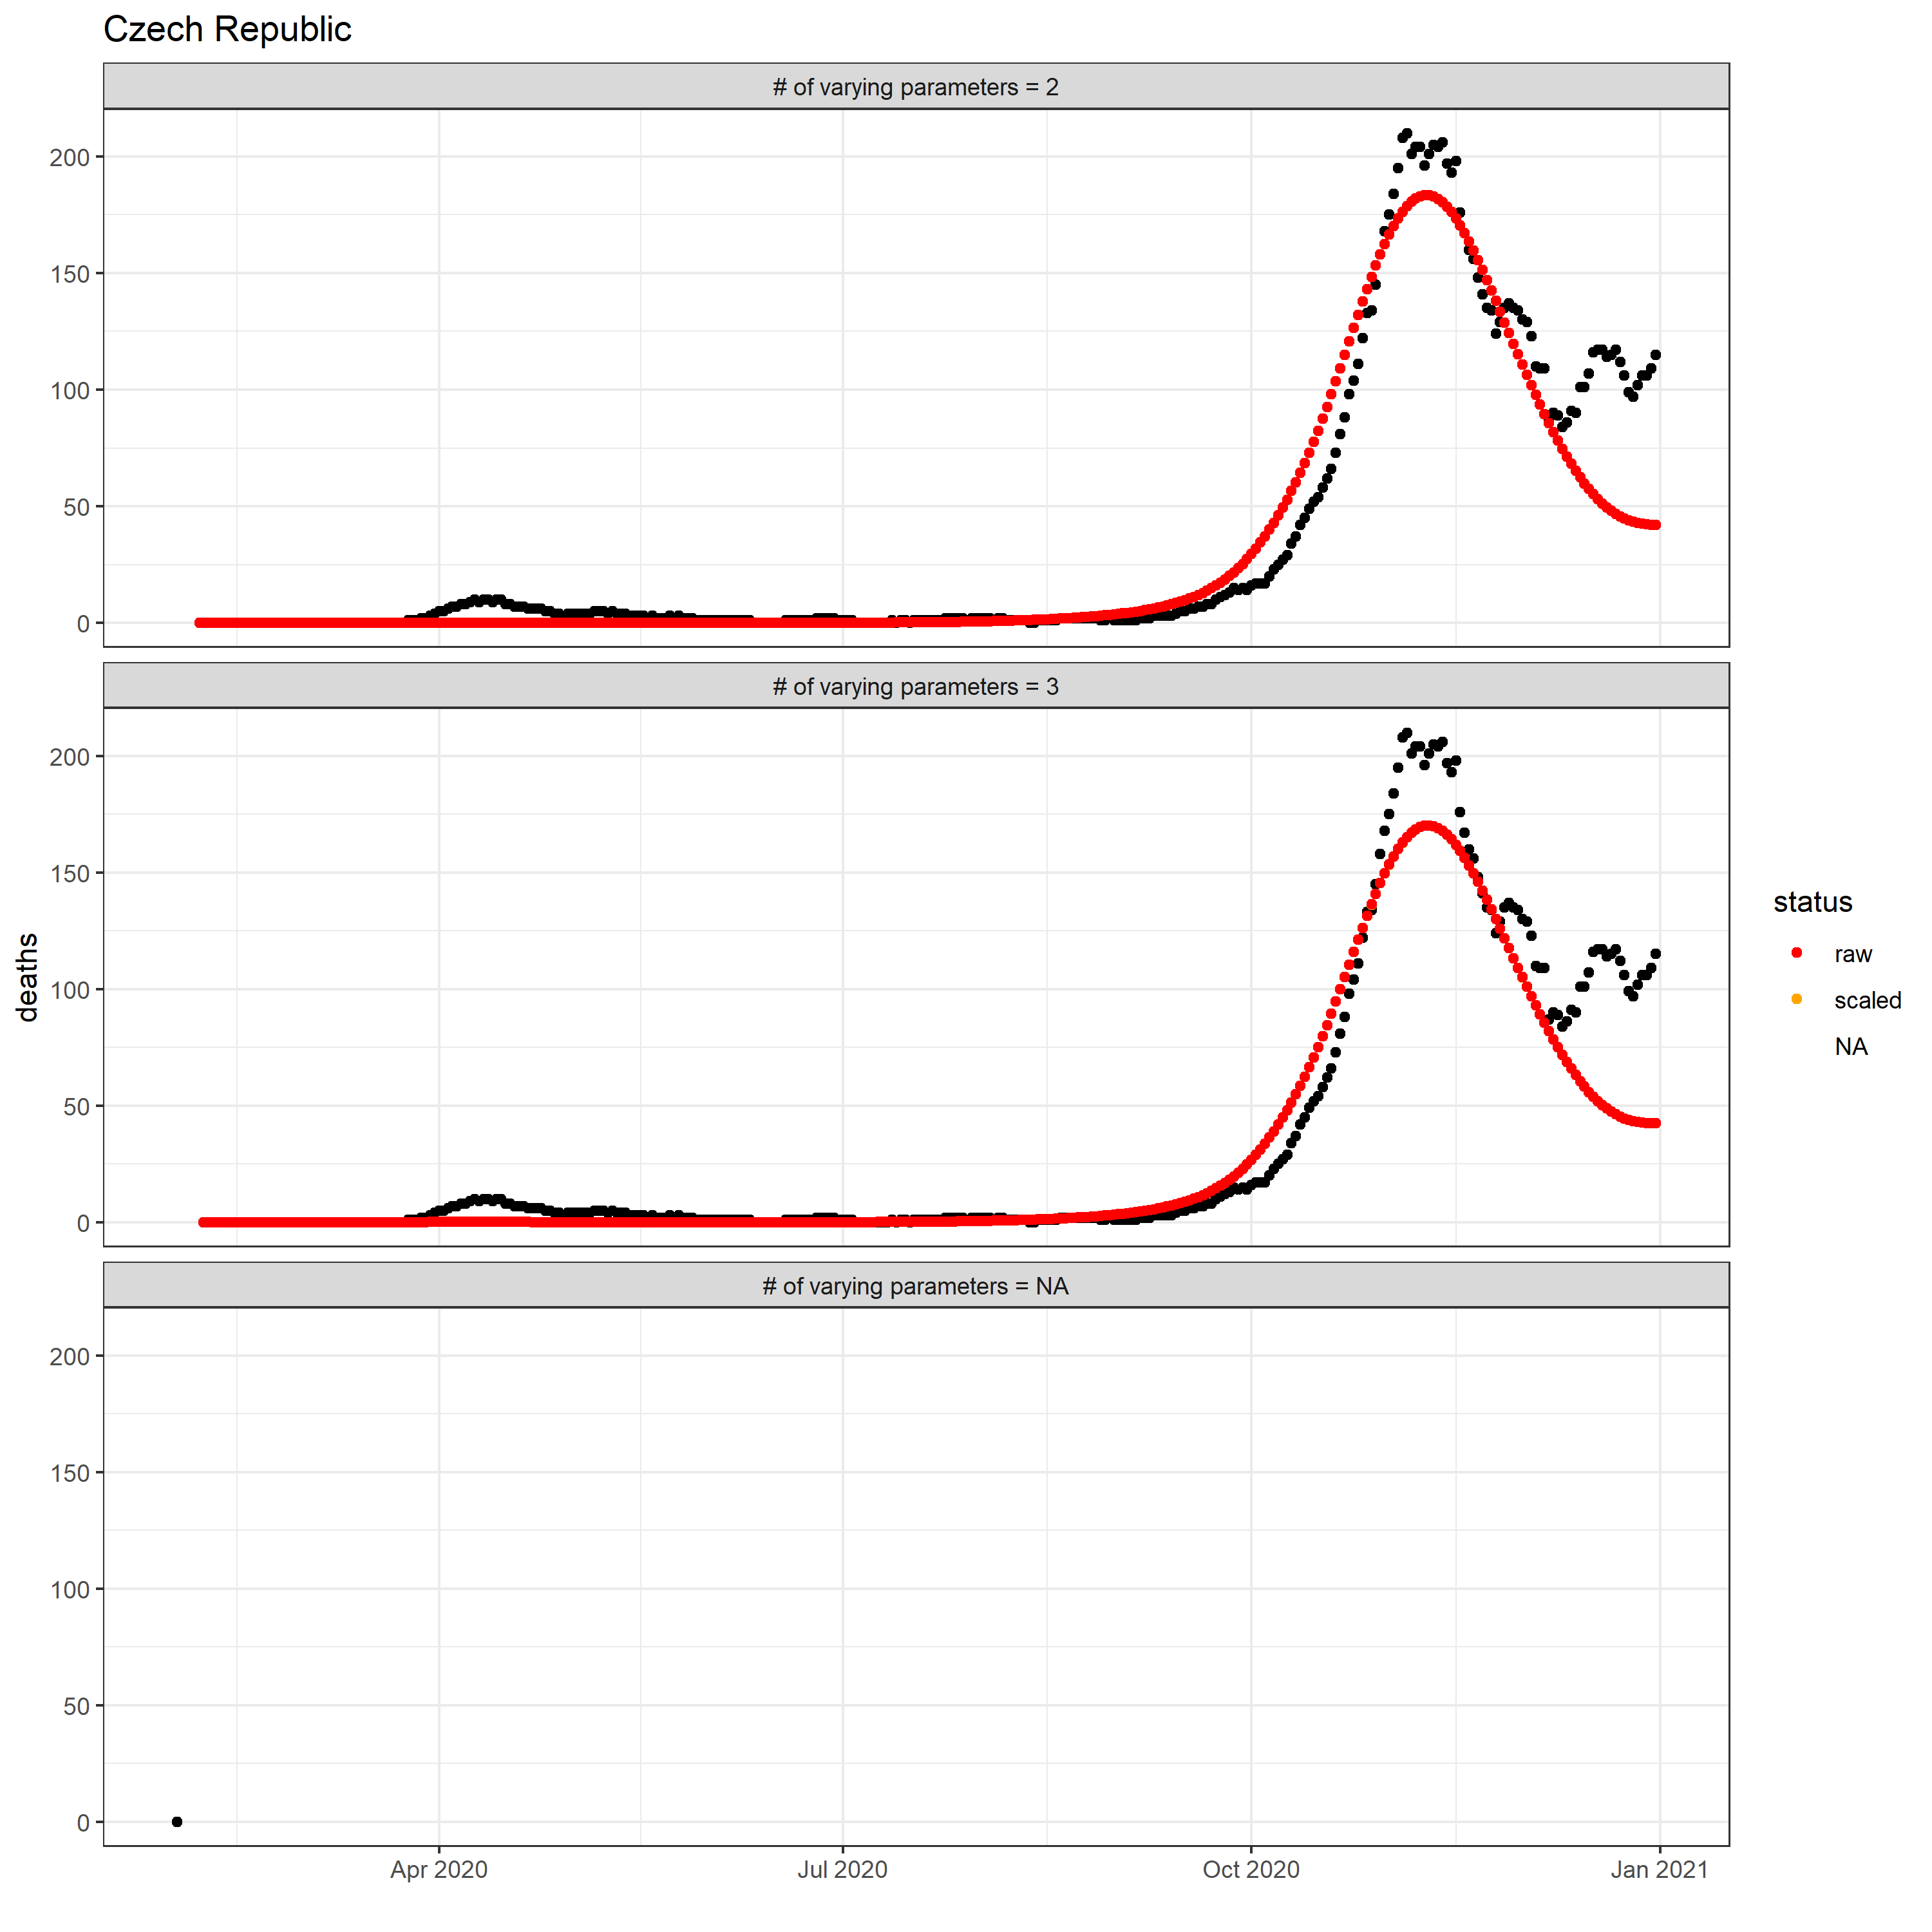 Czech Republic
# of varying parameters = 2
200
150
100
50
0
# of varying parameters = 3
200
150
100
50
0
# of varying parameters = NA
200
150
100
50
0
Apr 2020
Jul 2020
Oct 2020
Jan 2021
deaths
status
raw
scaled
NA